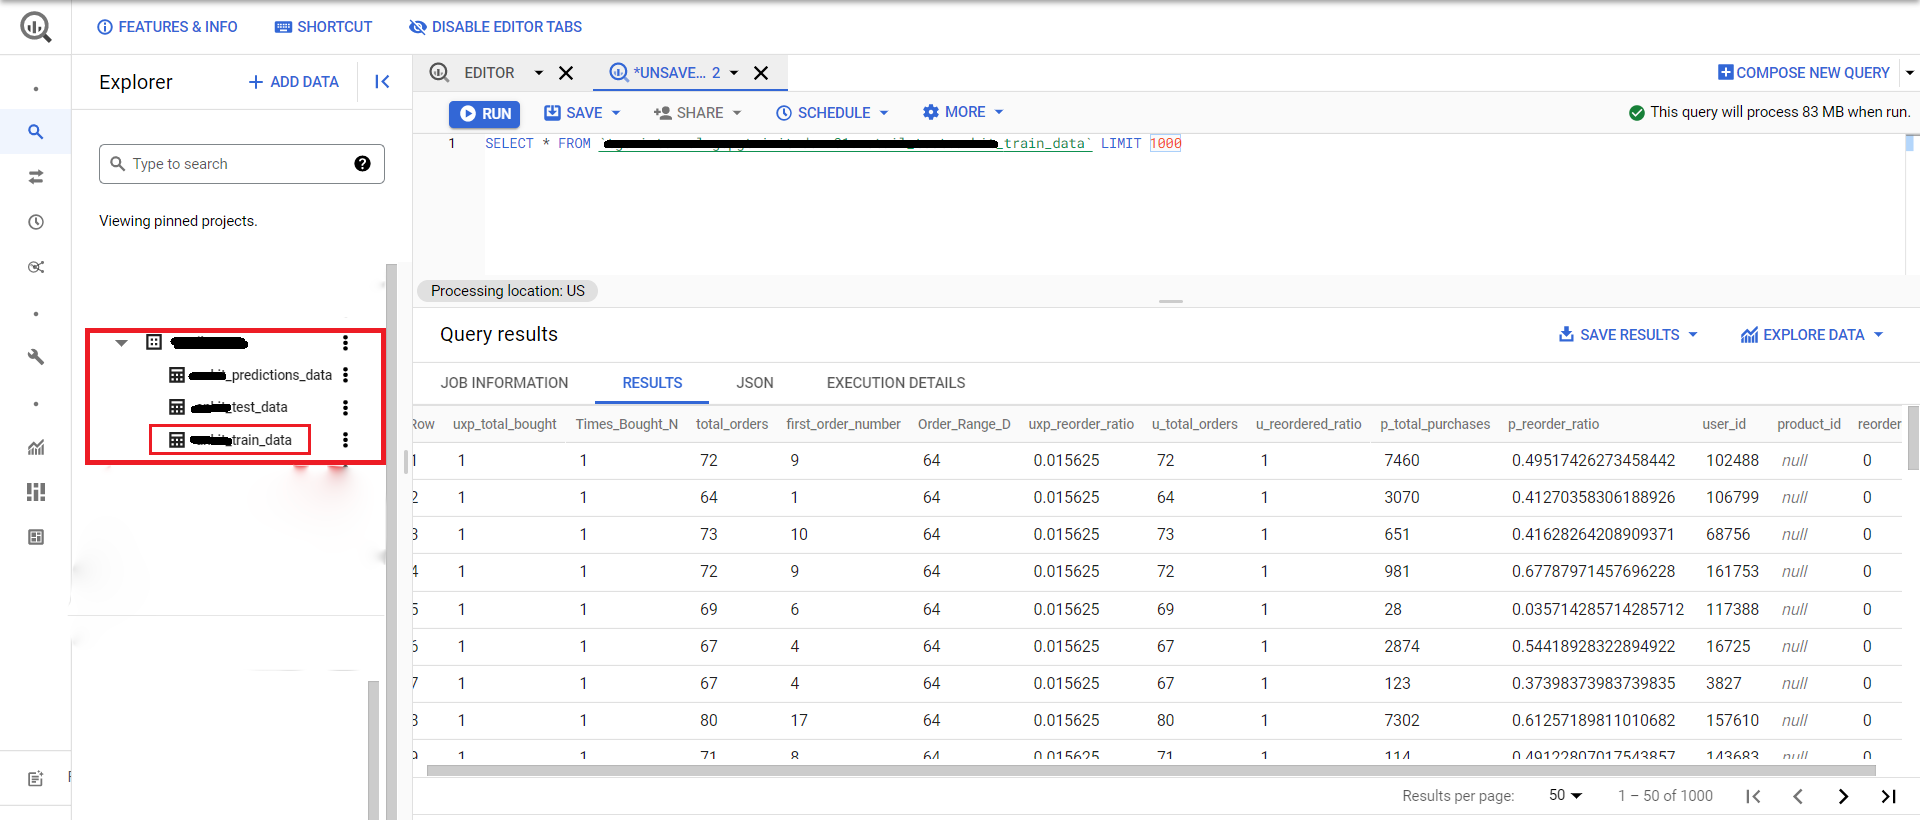 FEATURES & INFO SHORTCUT DISABLE EDITOR TABS
Explorer + ADD DATA
Type to search
Viewing pinned projects.
_predictions_data
_test_data
_train_data
EDITOR *UNSAVE... 2 COMPOSE NEW QUERY
RUN SAVE SHARE SCHEDULE MORE This query will process 83 MB when run.
1 SELECT * FROM ` _train_data` LIMIT 1000
Processing location: US
Query results SAVE RESULTS EXPLORE DATA
JOB INFORMATION RESULTS JSON EXECUTION DETAILS
Row uxp_total_bought Times_Bought_N total_orders first_order_number Order_Range_D uxp_reorder_ratio u_total_orders u_reordered_ratio p_total_purchases p_reorder_ratio user_id product_id reorder
1 1 1 72 9 64 0.015625 72 1 7460 0.49517426273458442 102488 null 0
2 1 1 64 1 64 0.015625 64 1 3070 0.41270358306188926 106799 null 0
3 1 1 73 10 64 0.015625 73 1 651 0.41628264208909371 68756 null 0
4 1 1 72 9 64 0.015625 72 1 981 0.67787971457696228 161753 null 0
5 1 1 69 6 64 0.015625 69 1 28 0.035714285714285712 117388 null 0
6 1 1 67 4 64 0.015625 67 1 2874 0.54418928322894922 16725 null 0
7 1 1 67 4 64 0.015625 67 1 123 0.37398373983739835 3827 null 0
8 1 1 80 17 64 0.015625 80 1 7302 0.61257189811010682 157610 null 0
9 1 1 71 8 64 0.015625 71 1 114 0.49122807017543857 143683 null 0
Results per page: 50 1 – 50 of 1000